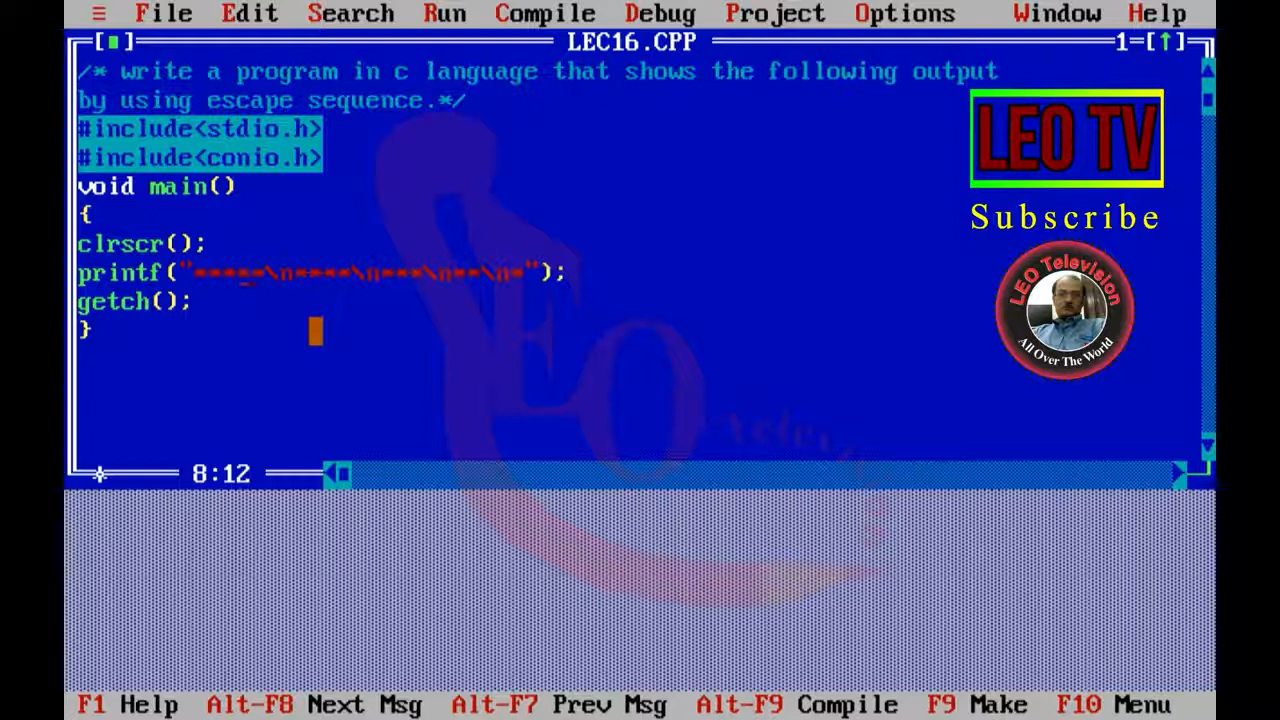 ≡ File Edit Search Run Compile Debug Project Options Window Help
LEC16.CPP 1=[↑]
/* write a program in c language that shows the following output
by using escape sequence.*/
#include<stdio.h>
#include<conio.h>
void main()
{
clrscr();
printf("*****\n****\n***\n**\n*");
getch();
}
8:12
LEO TV
Subscribe
LEO Television
All Over The World
LEO
F1 Help Alt-F8 Next Msg Alt-F7 Prev Msg Alt-F9 Compile F9 Make F10 Menu